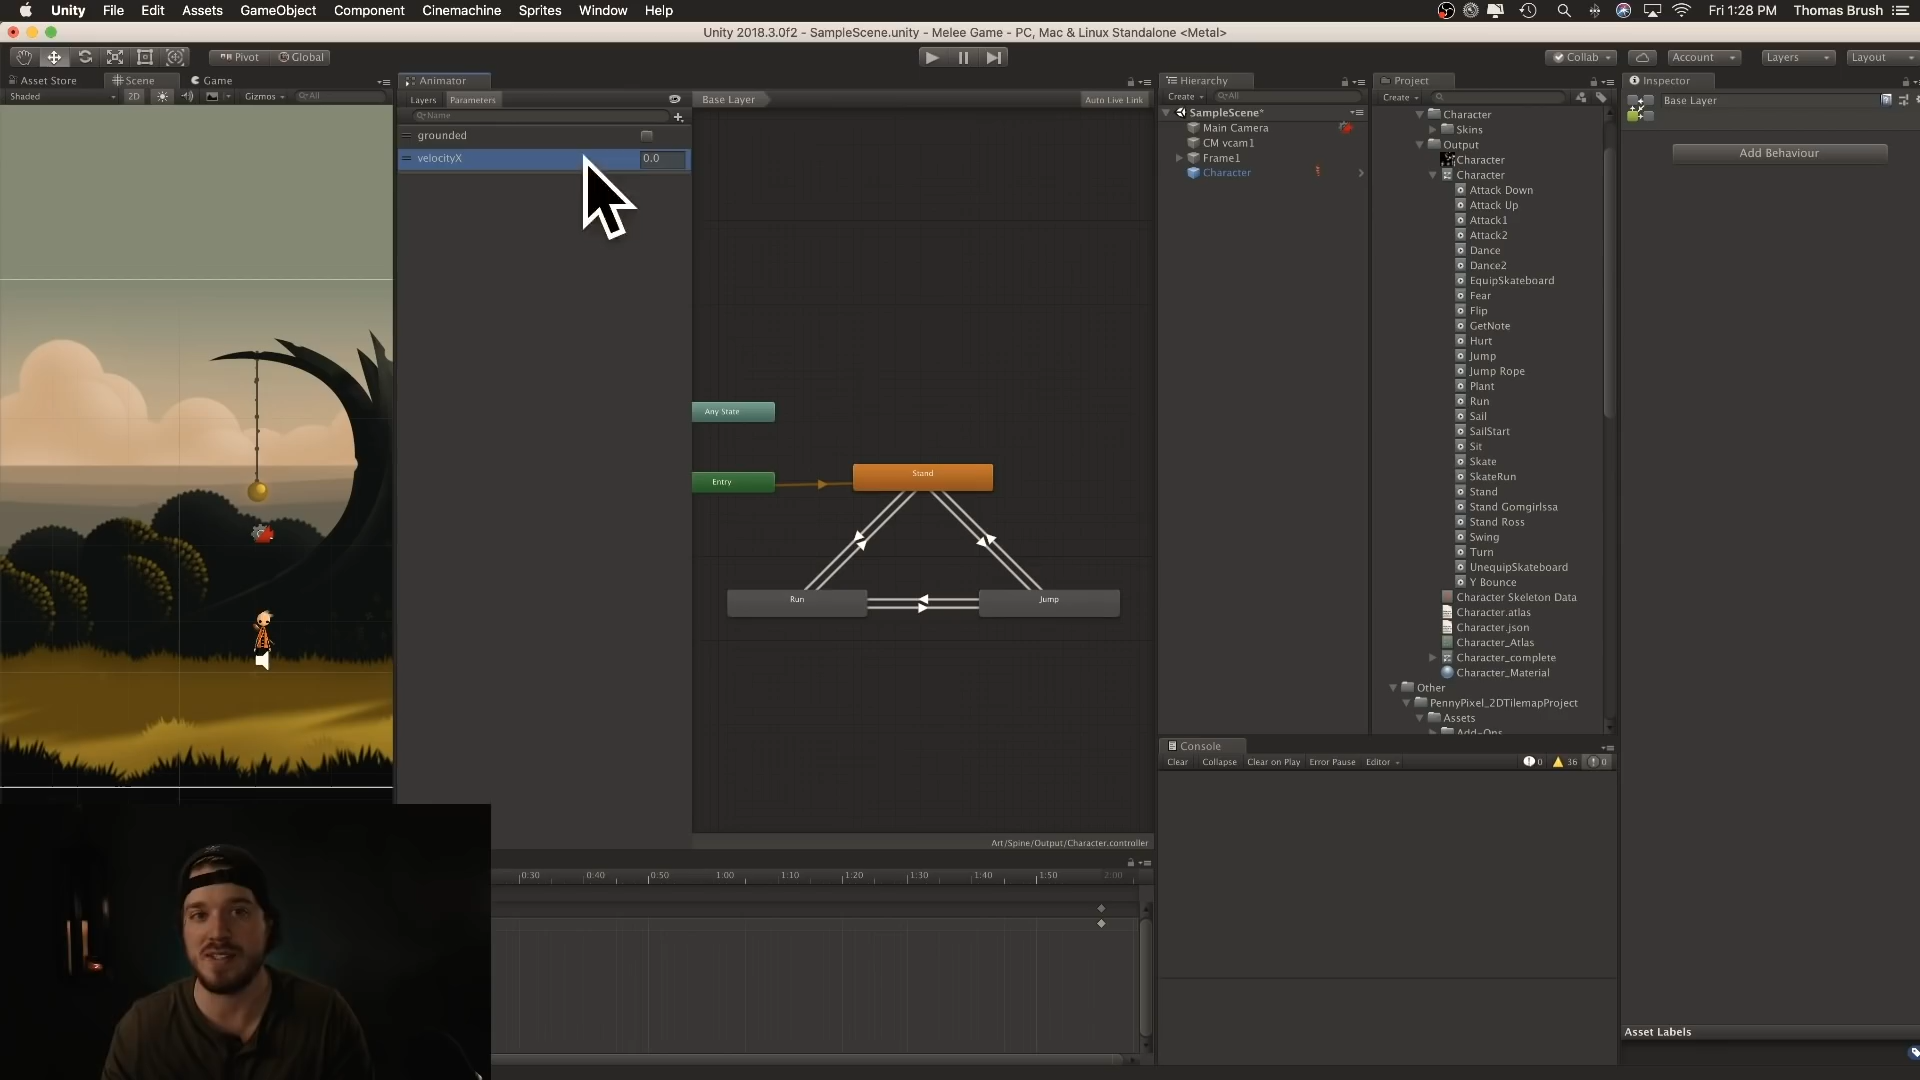 Unity File Edit Assets GameObject Component Cinemachine Sprites Window Help
Fri 1:28 PM Thomas Brush
Unity 2018.3.0f2 - SampleScene.unity - Melee Game - PC, Mac & Linux Standalone <Metal>
Pivot Global
Collab Account Layers Layout
Asset Store Scene Game
Shaded 2D Gizmos All
Animator
Layers Parameters
Name
grounded
velocityX 0.0
Base Layer Auto Live Link
Any State
Entry
Stand
Run
Jump
Art/Spine/Output/Character.controller
0:30 0:40 0:50 1:00 1:10 1:20 1:30 1:40 1:50 2:00
Hierarchy
Create All
SampleScene*
Main Camera
CM vcam1
Frame1
Character
Project
Create
Character
Skins
Output
Character
Character
Attack Down
Attack Up
Attack1
Attack2
Dance
Dance2
EquipSkateboard
Fear
Flip
GetNote
Hurt
Jump
Jump Rope
Plant
Run
Sail
SailStart
Sit
Skate
SkateRun
Stand
Stand Gomgirlssa
Stand Ross
Swing
Turn
UnequipSkateboard
Y Bounce
Character Skeleton Data
Character.atlas
Character.json
Character_Atlas
Character_complete
Character_Material
Other
PennyPixel_2DTilemapProject
Assets
Add-Ons
Console
Clear Collapse Clear on Play Error Pause Editor 0 36 0
Inspector
Base Layer
Add Behaviour
Asset Labels